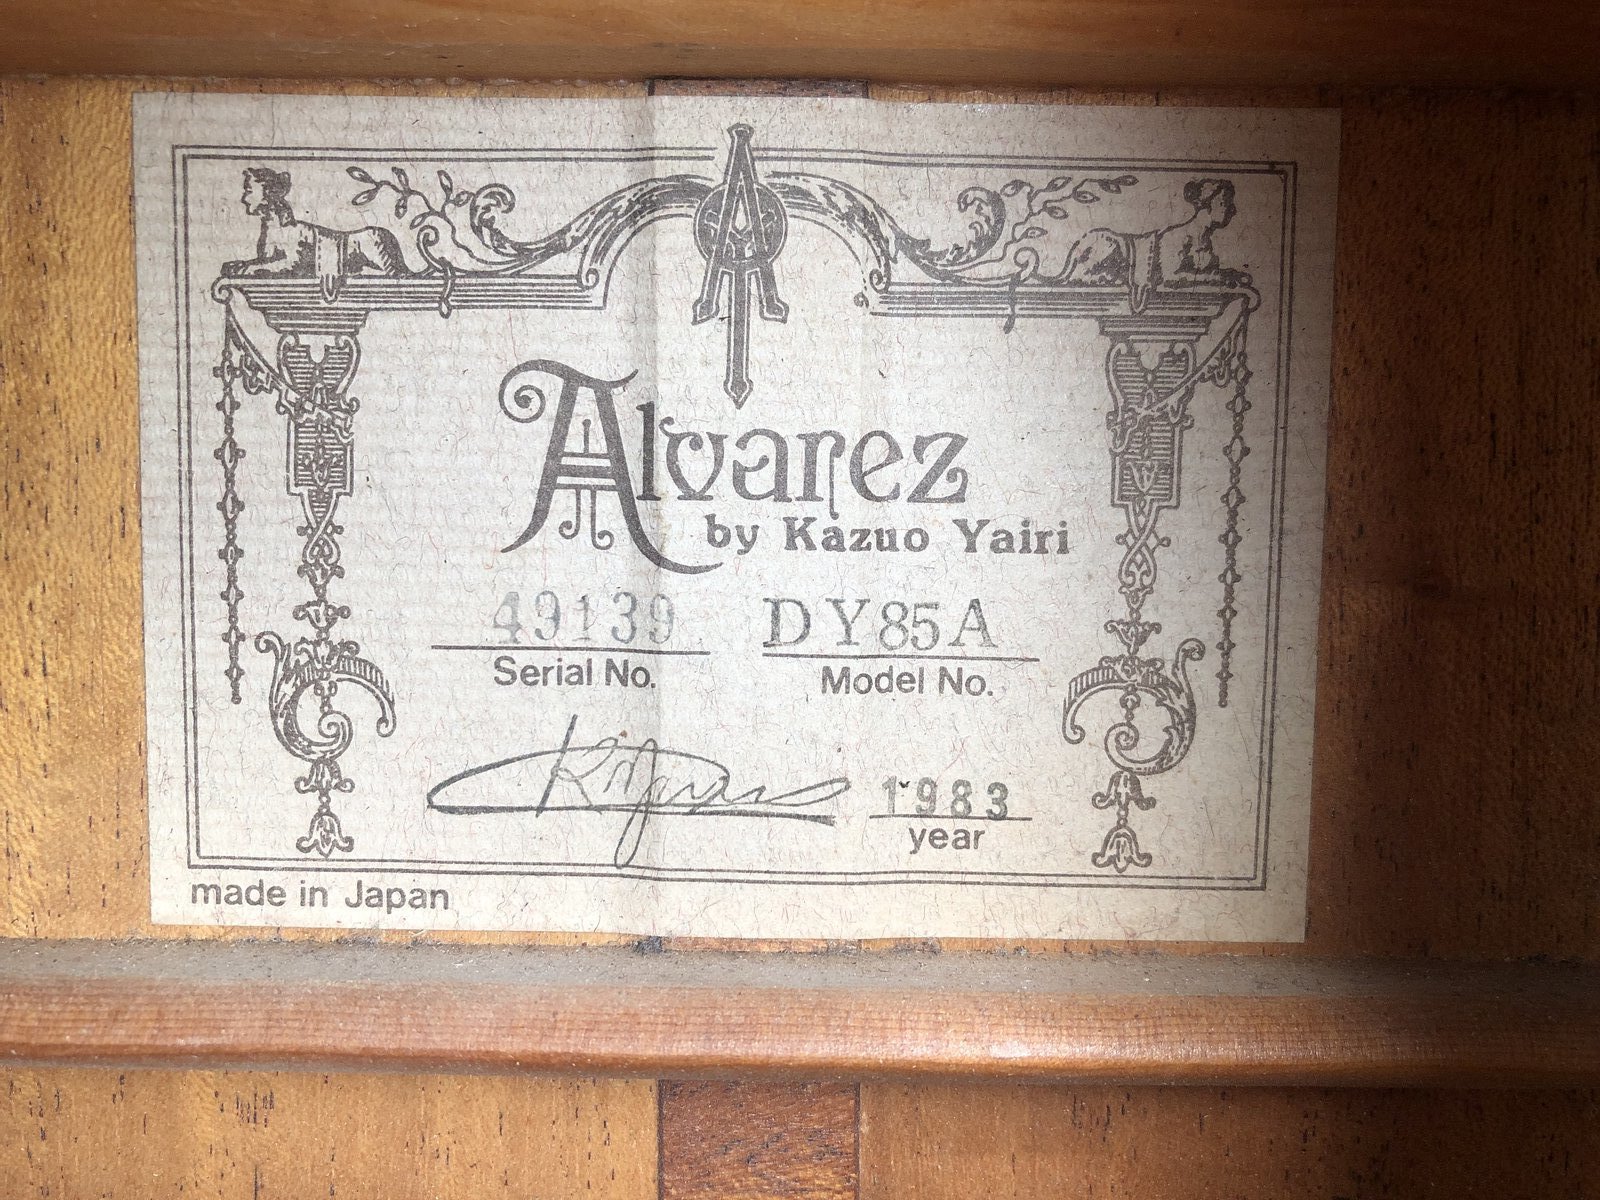 Alvarez
by Kazuo Yairi
49139 DY85A
Serial No. Model No.
1983
year
made in Japan